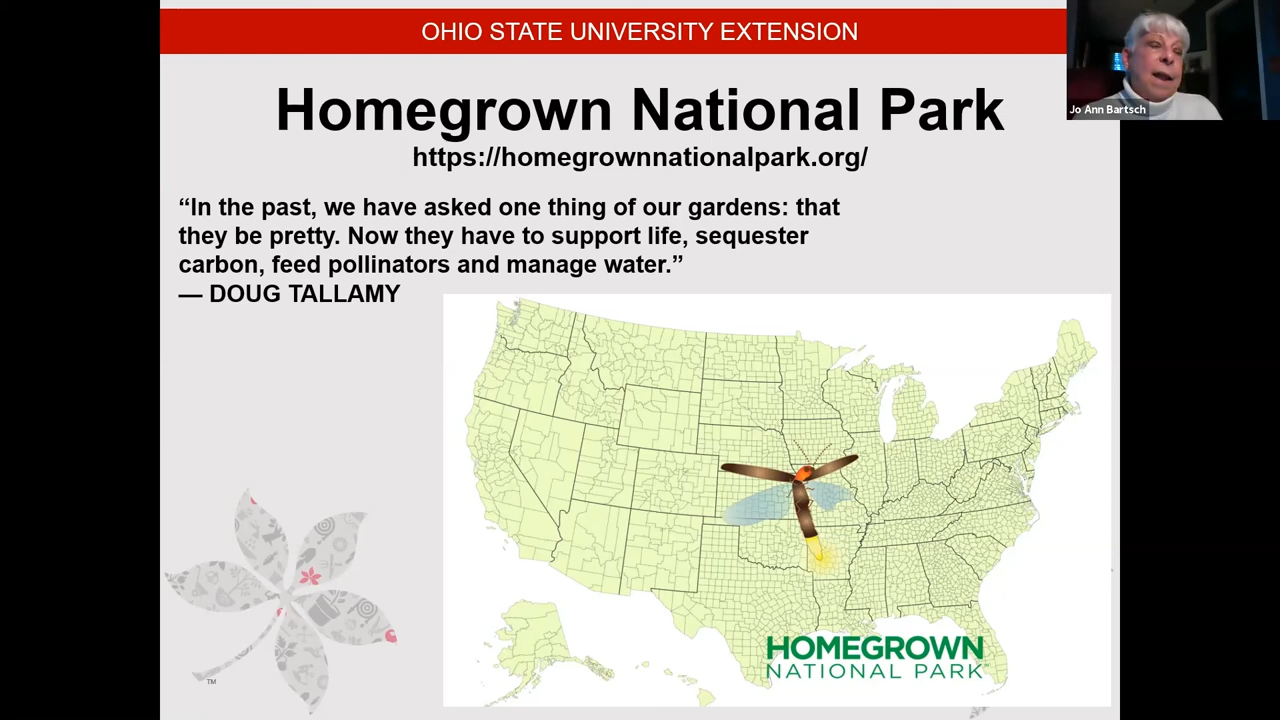 OHIO STATE UNIVERSITY EXTENSION
Jo Ann Bartsch
Homegrown National Park
https://homegrownnationalpark.org/
“In the past, we have asked one thing of our gardens: that
they be pretty. Now they have to support life, sequester
carbon, feed pollinators and manage water.”
— DOUG TALLAMY
HOMEGROWN
NATIONAL PARK
TM